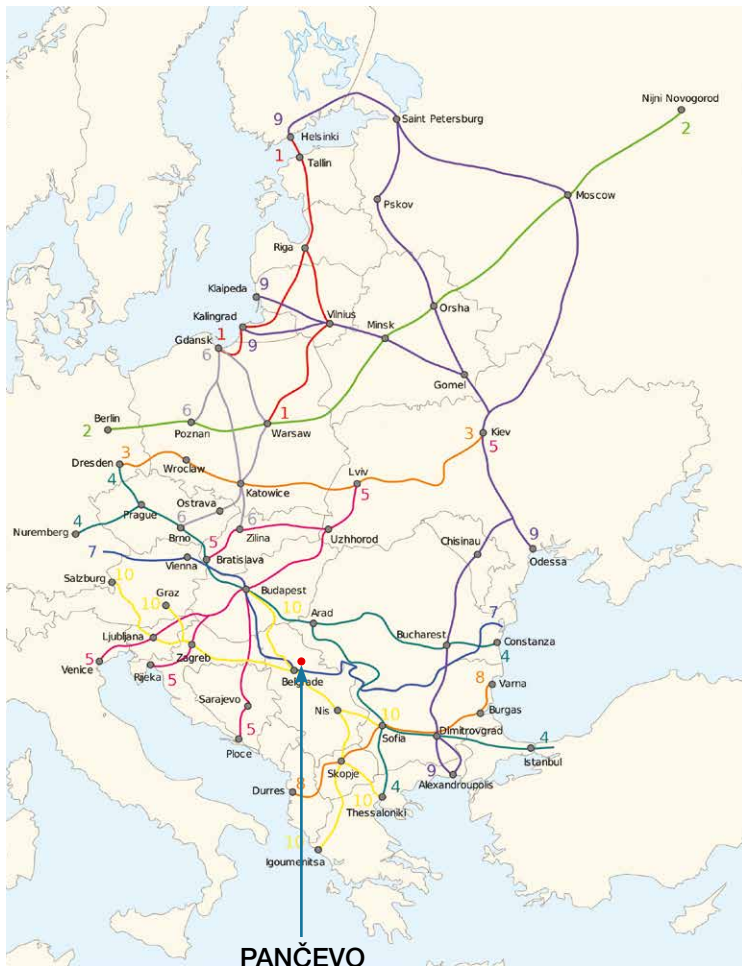 Nijni Novogorod
2
9
Saint Petersburg
Helsinki
1
Tallin
Moscow
Pskov
Riga
Klaipeda
9
Orsha
Kalingrad
Vilnius
Minsk
1
Gdansk
6
9
Gomel
Berlin
2
6
Poznan
1
Warsaw
3
Kiev
5
Dresden
3
4
Wroclaw
Lviv
5
Katowice
Ostrava
Prague
4
Nuremberg
6
Brno
6
Zilina
Uzhhorod
5
Bratislava
Chisinau
9
Odessa
7
Vienna
Salzburg
10
Budapest
Graz
10
10
Arad
7
Ljubljana
Bucharest
Constanza
4
Zagreb
Venice
5
Rijeka
5
Belgrade
8
Varna
Sarajevo
Nis
10
Burgas
5
Sofia
Dimitrovgrad
Ploce
4
Istanbul
Skopje
9
Alexandroupolis
Durres
8
10
4
Thessaloniki
10
Igoumenitsa
PANČEVO